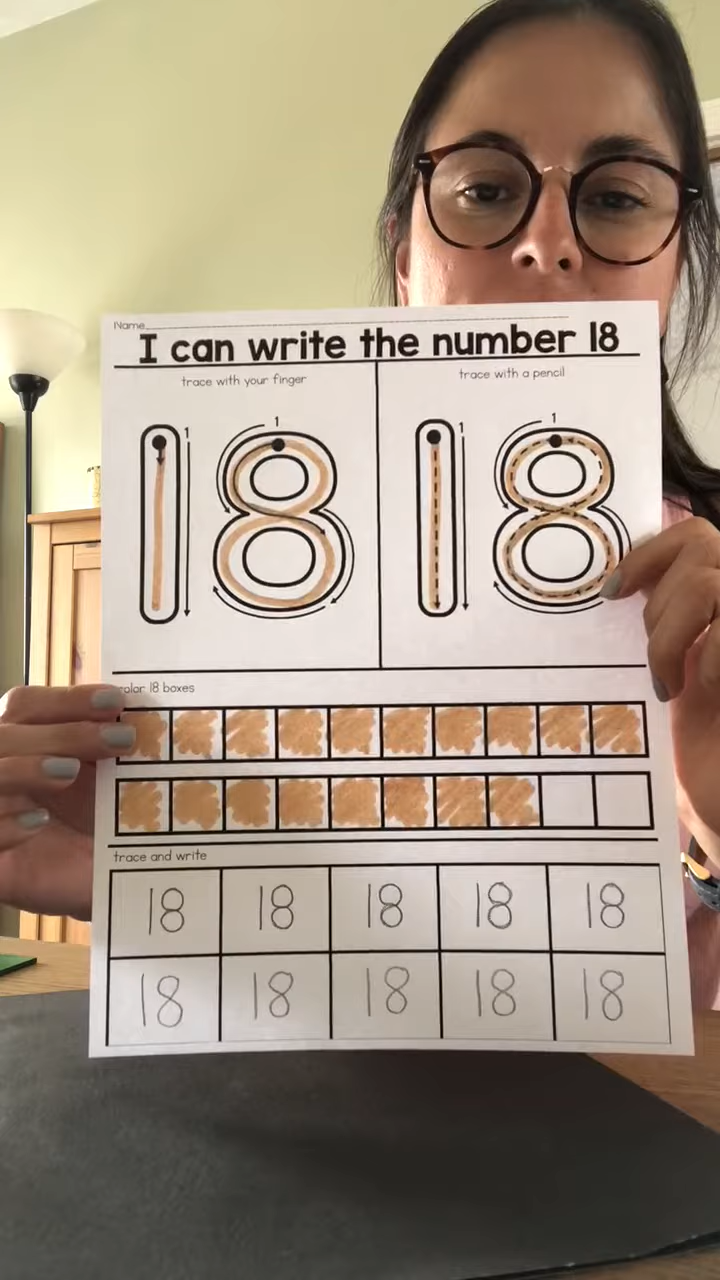 Name
I can write the number 18
trace with your finger
trace with a pencil
1 1
18
1 1
18
color 18 boxes
trace and write
18 18 18 18 18
18 18 18 18 18